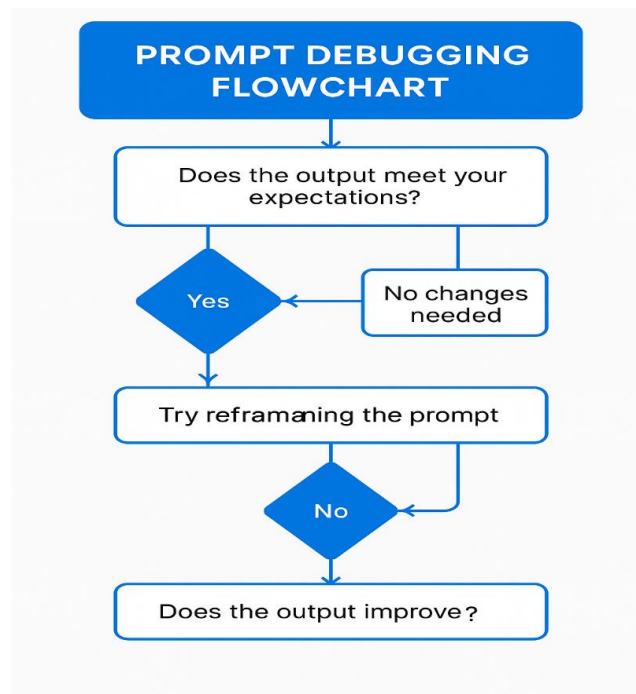 PROMPT DEBUGGING
FLOWCHART
Does the output meet your
expectations?
Yes
No changes
needed
Try reframaning the prompt
No
Does the output improve?